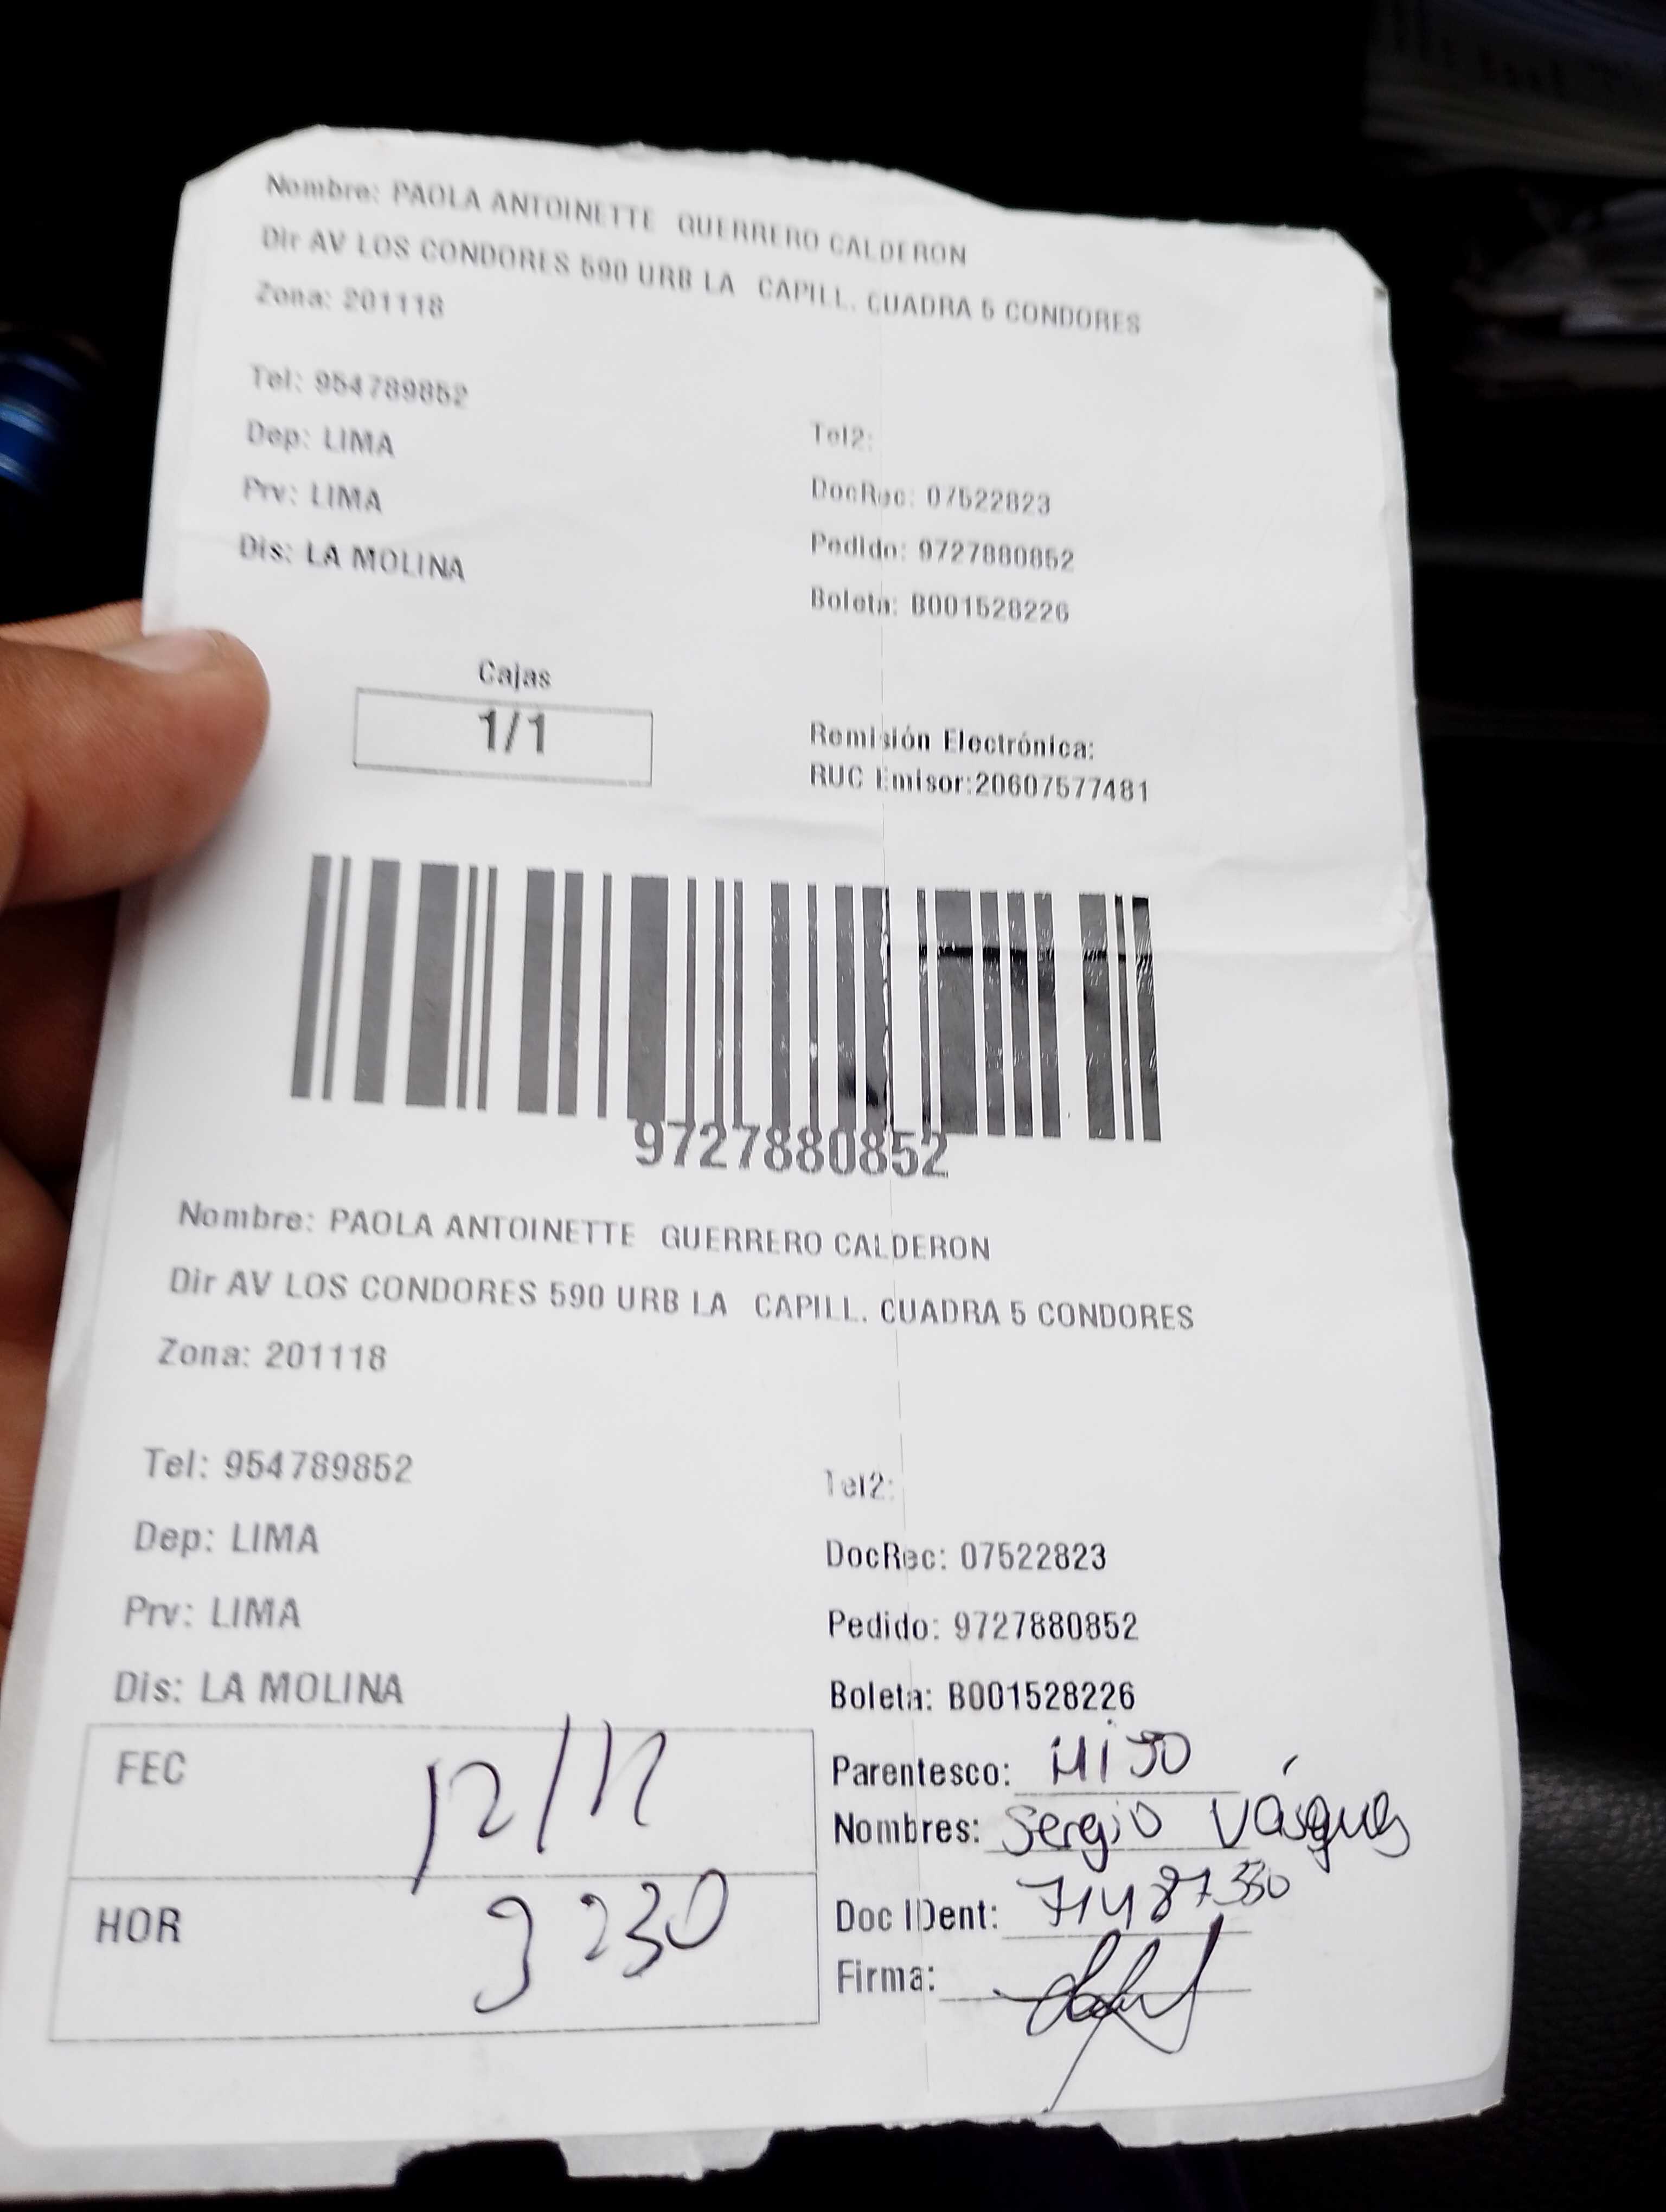 Nombre: PAOLA ANTOINETTE GUERRERO CALDERON
Dir AV LOS CONDORES 590 URB LA CAPILL. CUADRA 5 CONDORES
Zona: 201118
Tel: 954789852
Tel2:
Dep: LIMA
DocRec: 07522823
Prv: LIMA
Pedido: 9727880852
Dis: LA MOLINA
Boleta: B001528226
Cajas
1/1
Remisión Electrónica:
RUC Emisor:20607577481
9727880852
Nombre: PAOLA ANTOINETTE GUERRERO CALDERON
Dir AV LOS CONDORES 590 URB LA CAPILL. CUADRA 5 CONDORES
Zona: 201118
Tel: 954789852
Tel2:
Dep: LIMA
DocRec: 07522823
Prv: LIMA
Pedido: 9727880852
Dis: LA MOLINA
Boleta: B001528226
FEC 12/12
Parentesco: HIJO
Nombres: Sergio Vásquez
HOR
Doc IDent: 71487330
Firma: